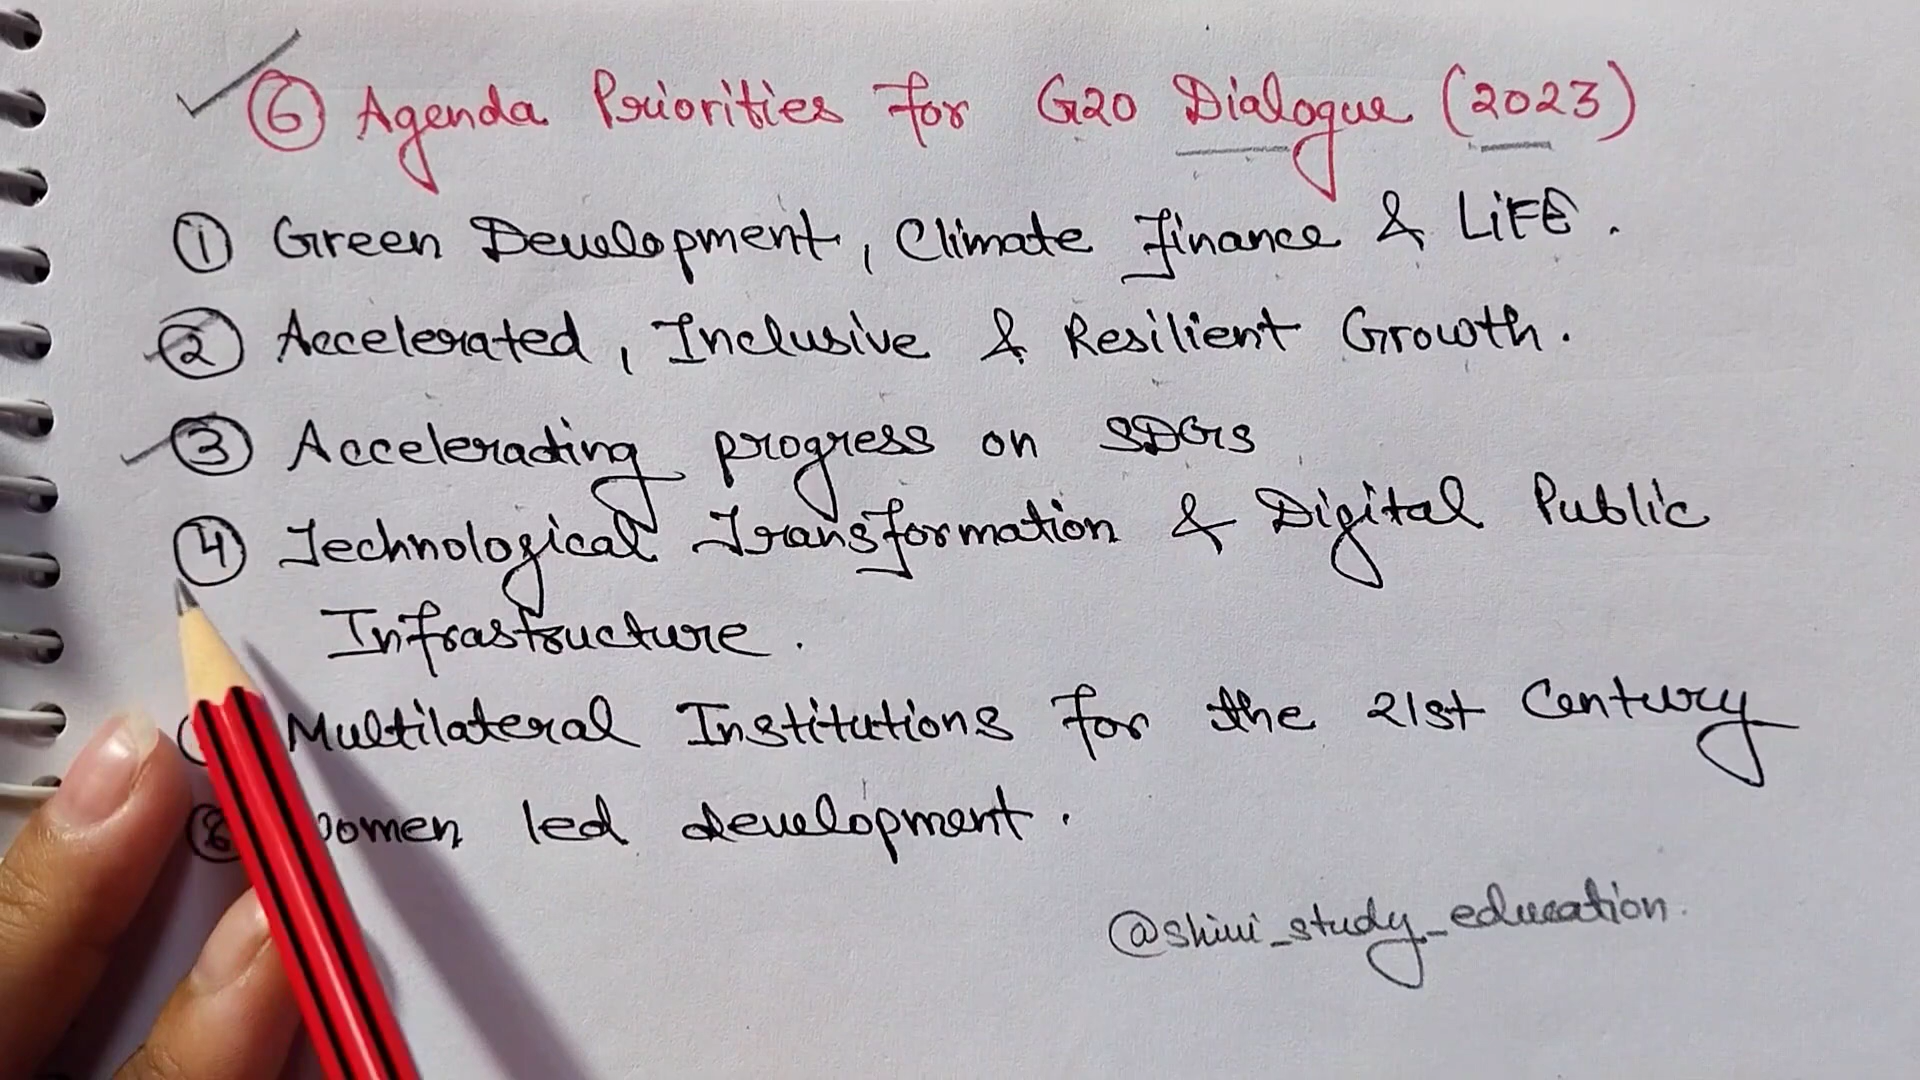 ✓ ⑥ Agenda Priorities for G20 Dialogue (2023)
① Green Development, Climate Finance & LiFE.
② Accelerated, Inclusive & Resilient Growth.
③ Accelerating progress on SDGs
④ Technological Transformation & Digital Public
Infrastructure.
Multilateral Institutions for the 21st Century
women led development.
@shivi_study_education.